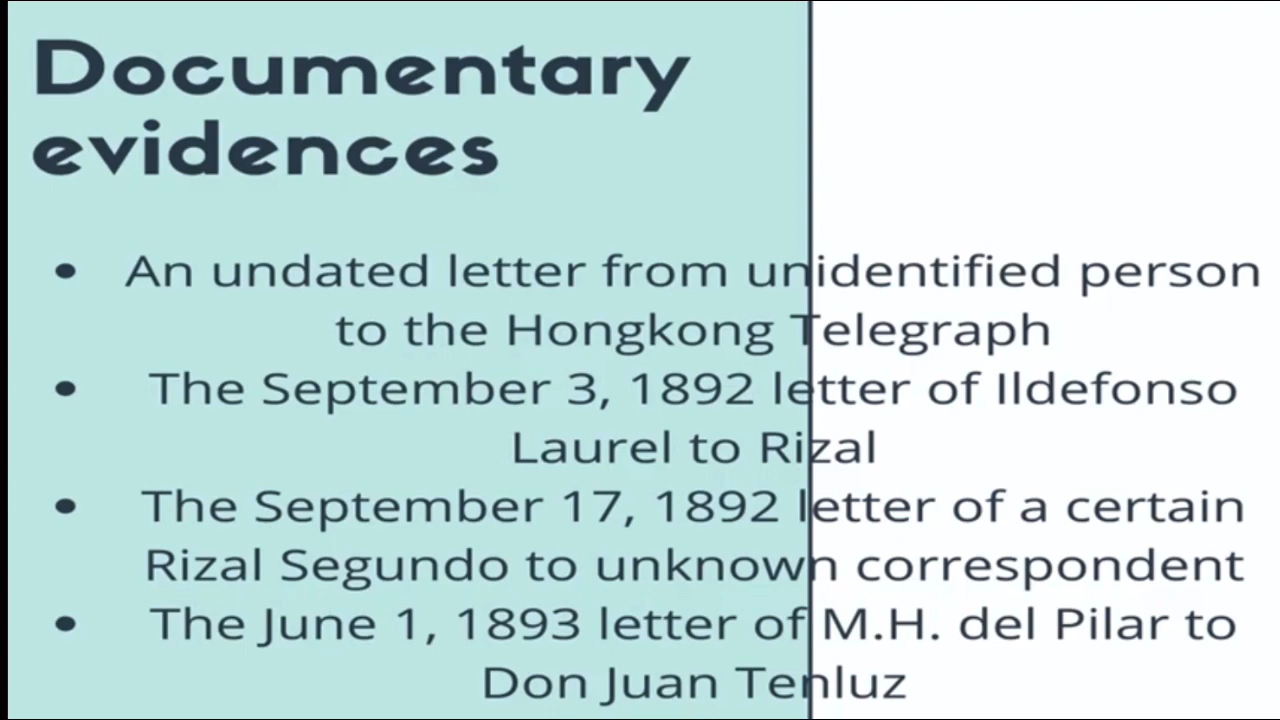 Documentary
evidences
• An undated letter from unidentified person
to the Hongkong Telegraph
• The September 3, 1892 letter of Ildefonso
Laurel to Rizal
• The September 17, 1892 letter of a certain
Rizal Segundo to unknown correspondent
• The June 1, 1893 letter of M.H. del Pilar to
Don Juan Tenluz